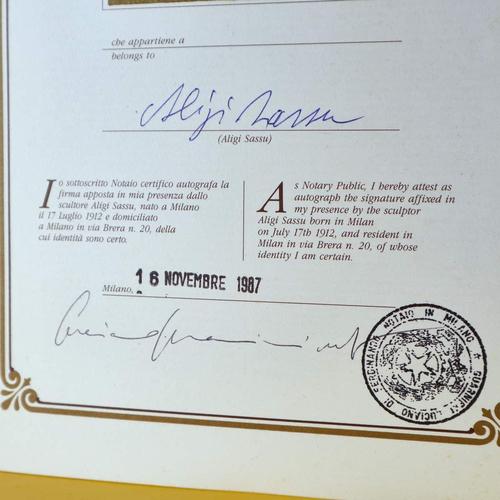 che appartiene a
belongs to
Aligi Sassu
(Aligi Sassu)
Io sottoscritto Notaio certifico autografa la
firma apposta in mia presenza dallo
scultore Aligi Sassu, nato a Milano
il 17 Luglio 1912 e domiciliato
a Milano in via Brera n. 20, della
cui identità sono certo.
As Notary Public, I hereby attest as
autograph the signature affixed in
my presence by the sculptor
Aligi Sassu born in Milan
on July 17th 1912, and resident in
Milan in via Brera n. 20, of whose
identity I am certain.
Milano, 16 NOVEMBRE 1987
GUARNIERI LUCIANO DI FERDINANDO NOTAIO IN MILANO